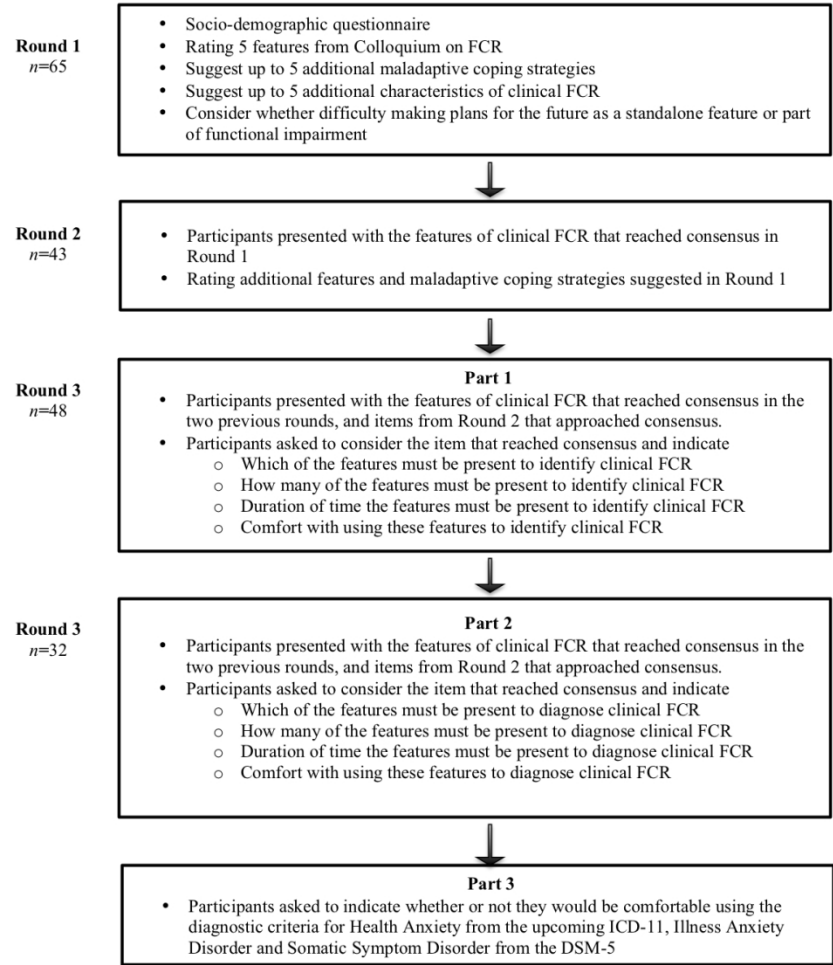 Round 1
n=65
• Socio-demographic questionnaire
• Rating 5 features from Colloquium on FCR
• Suggest up to 5 additional maladaptive coping strategies
• Suggest up to 5 additional characteristics of clinical FCR
• Consider whether difficulty making plans for the future as a standalone feature or part
of functional impairment
Round 2
n=43
• Participants presented with the features of clinical FCR that reached consensus in
Round 1
• Rating additional features and maladaptive coping strategies suggested in Round 1
Round 3
n=48
Part 1
• Participants presented with the features of clinical FCR that reached consensus in the
two previous rounds, and items from Round 2 that approached consensus.
• Participants asked to consider the item that reached consensus and indicate
o Which of the features must be present to identify clinical FCR
o How many of the features must be present to identify clinical FCR
o Duration of time the features must be present to identify clinical FCR
o Comfort with using these features to identify clinical FCR
Round 3
n=32
Part 2
• Participants presented with the features of clinical FCR that reached consensus in the
two previous rounds, and items from Round 2 that approached consensus.
• Participants asked to consider the item that reached consensus and indicate
o Which of the features must be present to diagnose clinical FCR
o How many of the features must be present to diagnose clinical FCR
o Duration of time the features must be present to diagnose clinical FCR
o Comfort with using these features to diagnose clinical FCR
Part 3
• Participants asked to indicate whether or not they would be comfortable using the
diagnostic criteria for Health Anxiety from the upcoming ICD-11, Illness Anxiety
Disorder and Somatic Symptom Disorder from the DSM-5